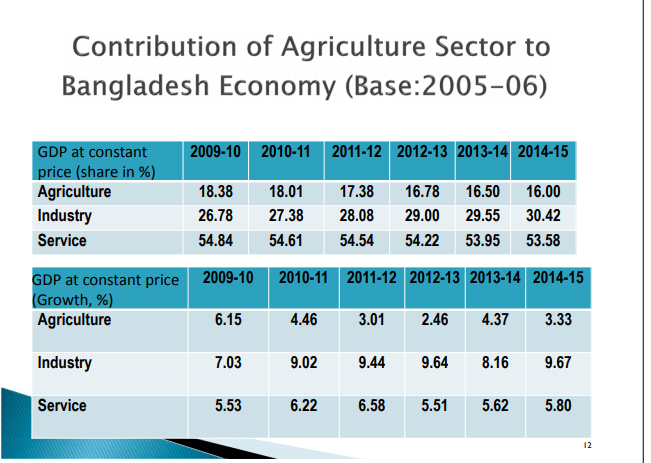 Contribution of Agriculture Sector to
Bangladesh Economy (Base:2005-06)
GDP at constant price (share in %) 2009-10 2010-11 2011-12 2012-13 2013-14 2014-15
Agriculture 18.38 18.01 17.38 16.78 16.50 16.00
Industry 26.78 27.38 28.08 29.00 29.55 30.42
Service 54.84 54.61 54.54 54.22 53.95 53.58
GDP at constant price (Growth, %) 2009-10 2010-11 2011-12 2012-13 2013-14 2014-15
Agriculture 6.15 4.46 3.01 2.46 4.37 3.33
Industry 7.03 9.02 9.44 9.64 8.16 9.67
Service 5.53 6.22 6.58 5.51 5.62 5.80
12